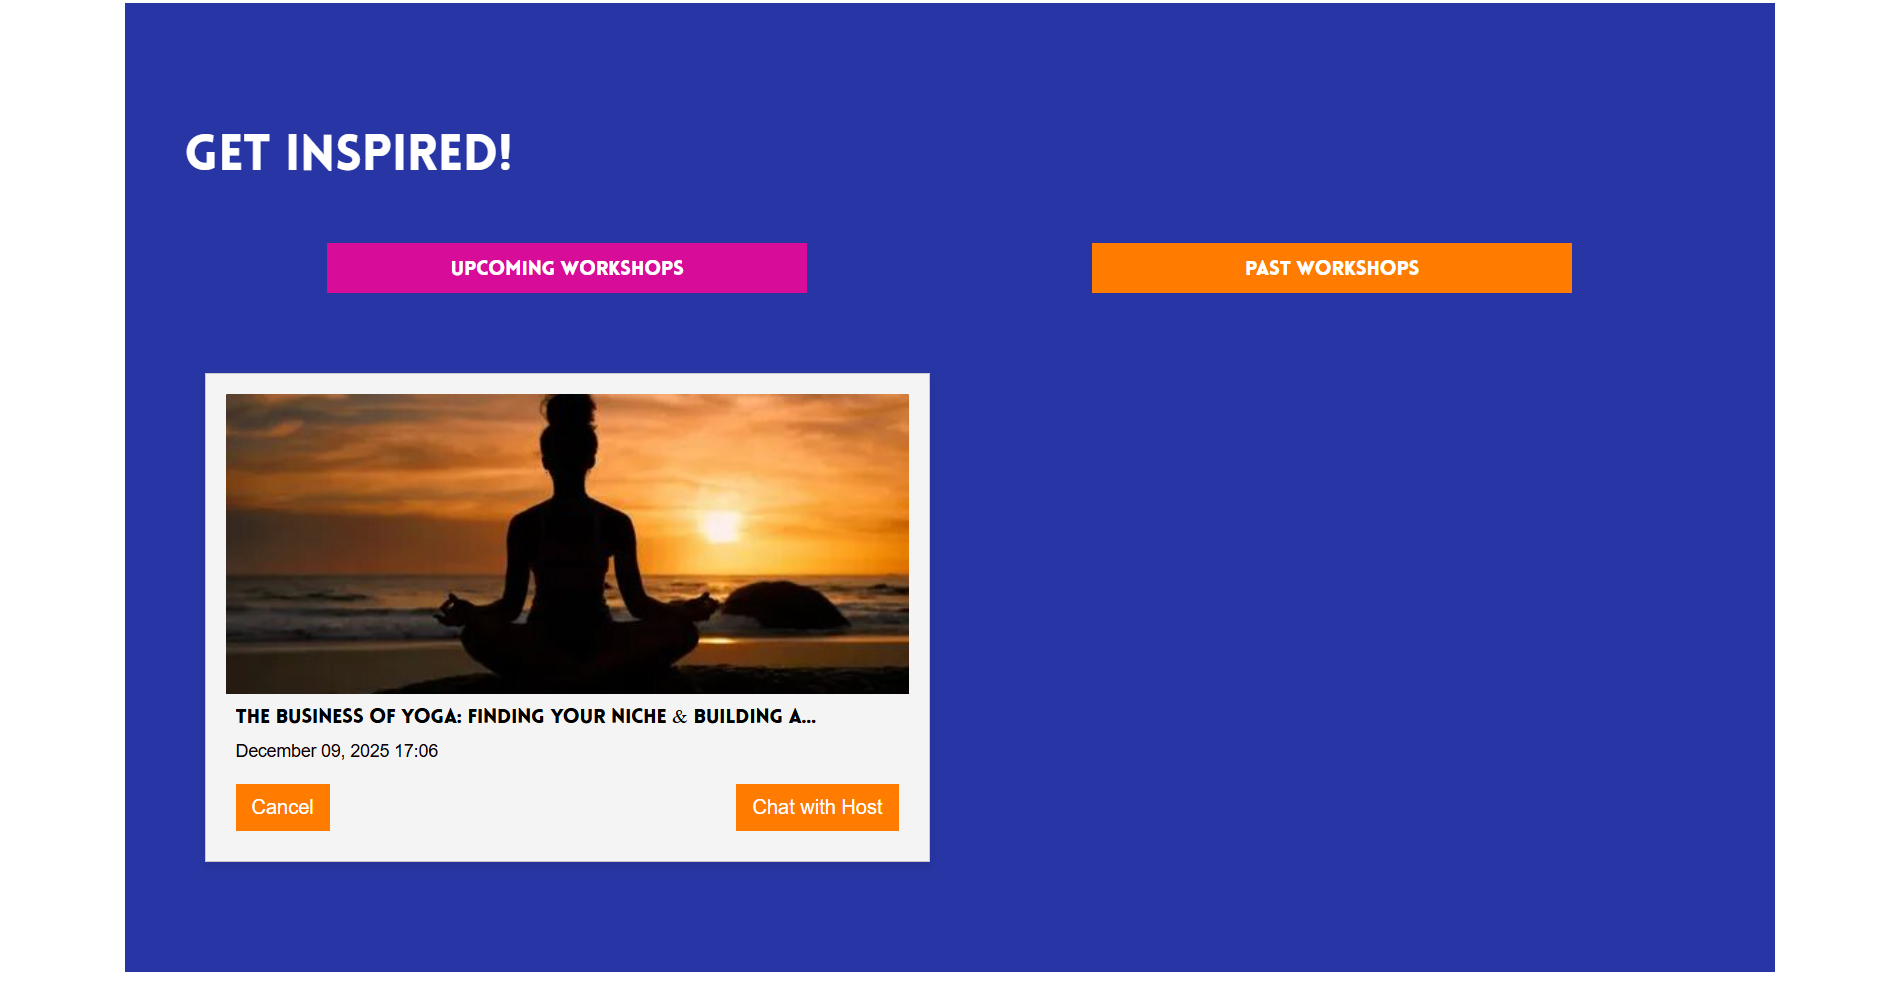 GET INSPIRED!
UPCOMING WORKSHOPS
PAST WORKSHOPS
THE BUSINESS OF YOGA: FINDING YOUR NICHE & BUILDING A...
December 09, 2025 17:06
Cancel
Chat with Host